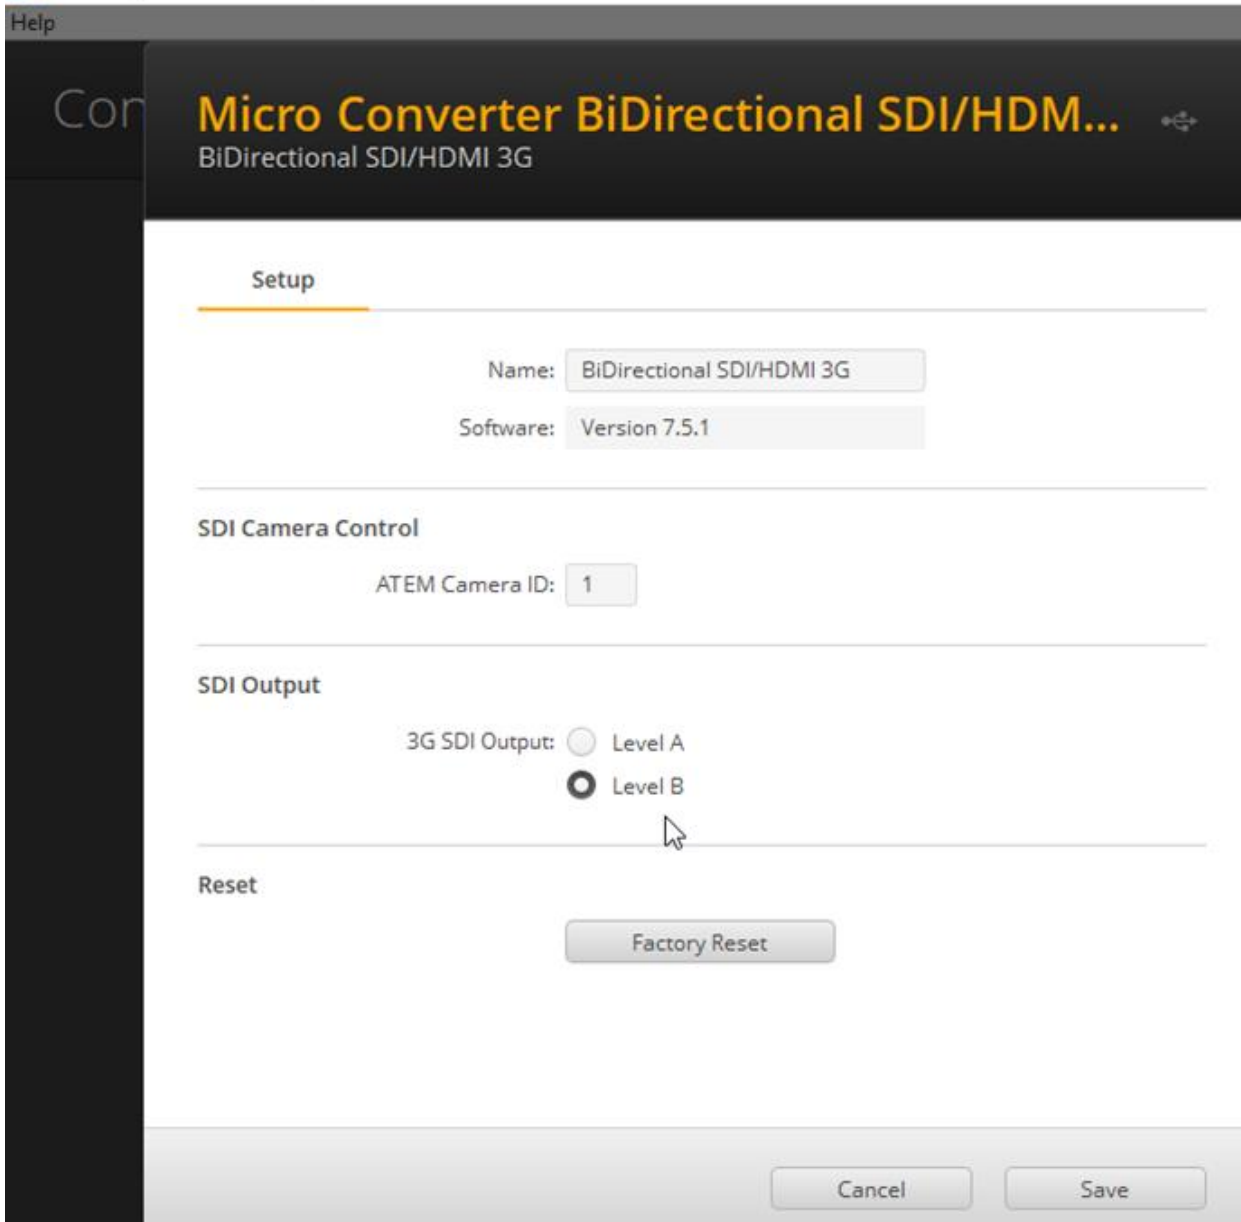 Help
Con
Micro Converter BiDirectional SDI/HDM...
BiDirectional SDI/HDMI 3G
Setup
Name: BiDirectional SDI/HDMI 3G
Software: Version 7.5.1
SDI Camera Control
ATEM Camera ID: 1
SDI Output
3G SDI Output: Level A
Level B
Reset
Factory Reset
Cancel Save